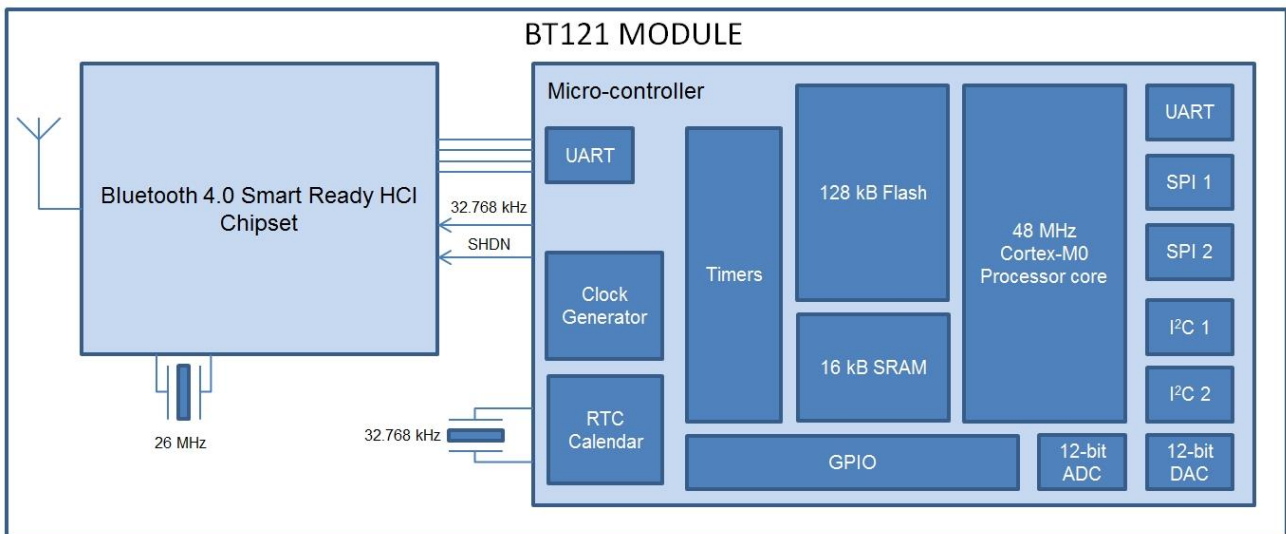 BT121 MODULE
Bluetooth 4.0 Smart Ready HCI
Chipset
26 MHz
32.768 kHz
SHDN
32.768 kHz
Micro-controller
UART
Clock
Generator
RTC
Calendar
Timers
128 kB Flash
16 kB SRAM
48 MHz
Cortex-M0
Processor core
GPIO
12-bit
ADC
UART
SPI 1
SPI 2
I²C 1
I²C 2
12-bit
DAC